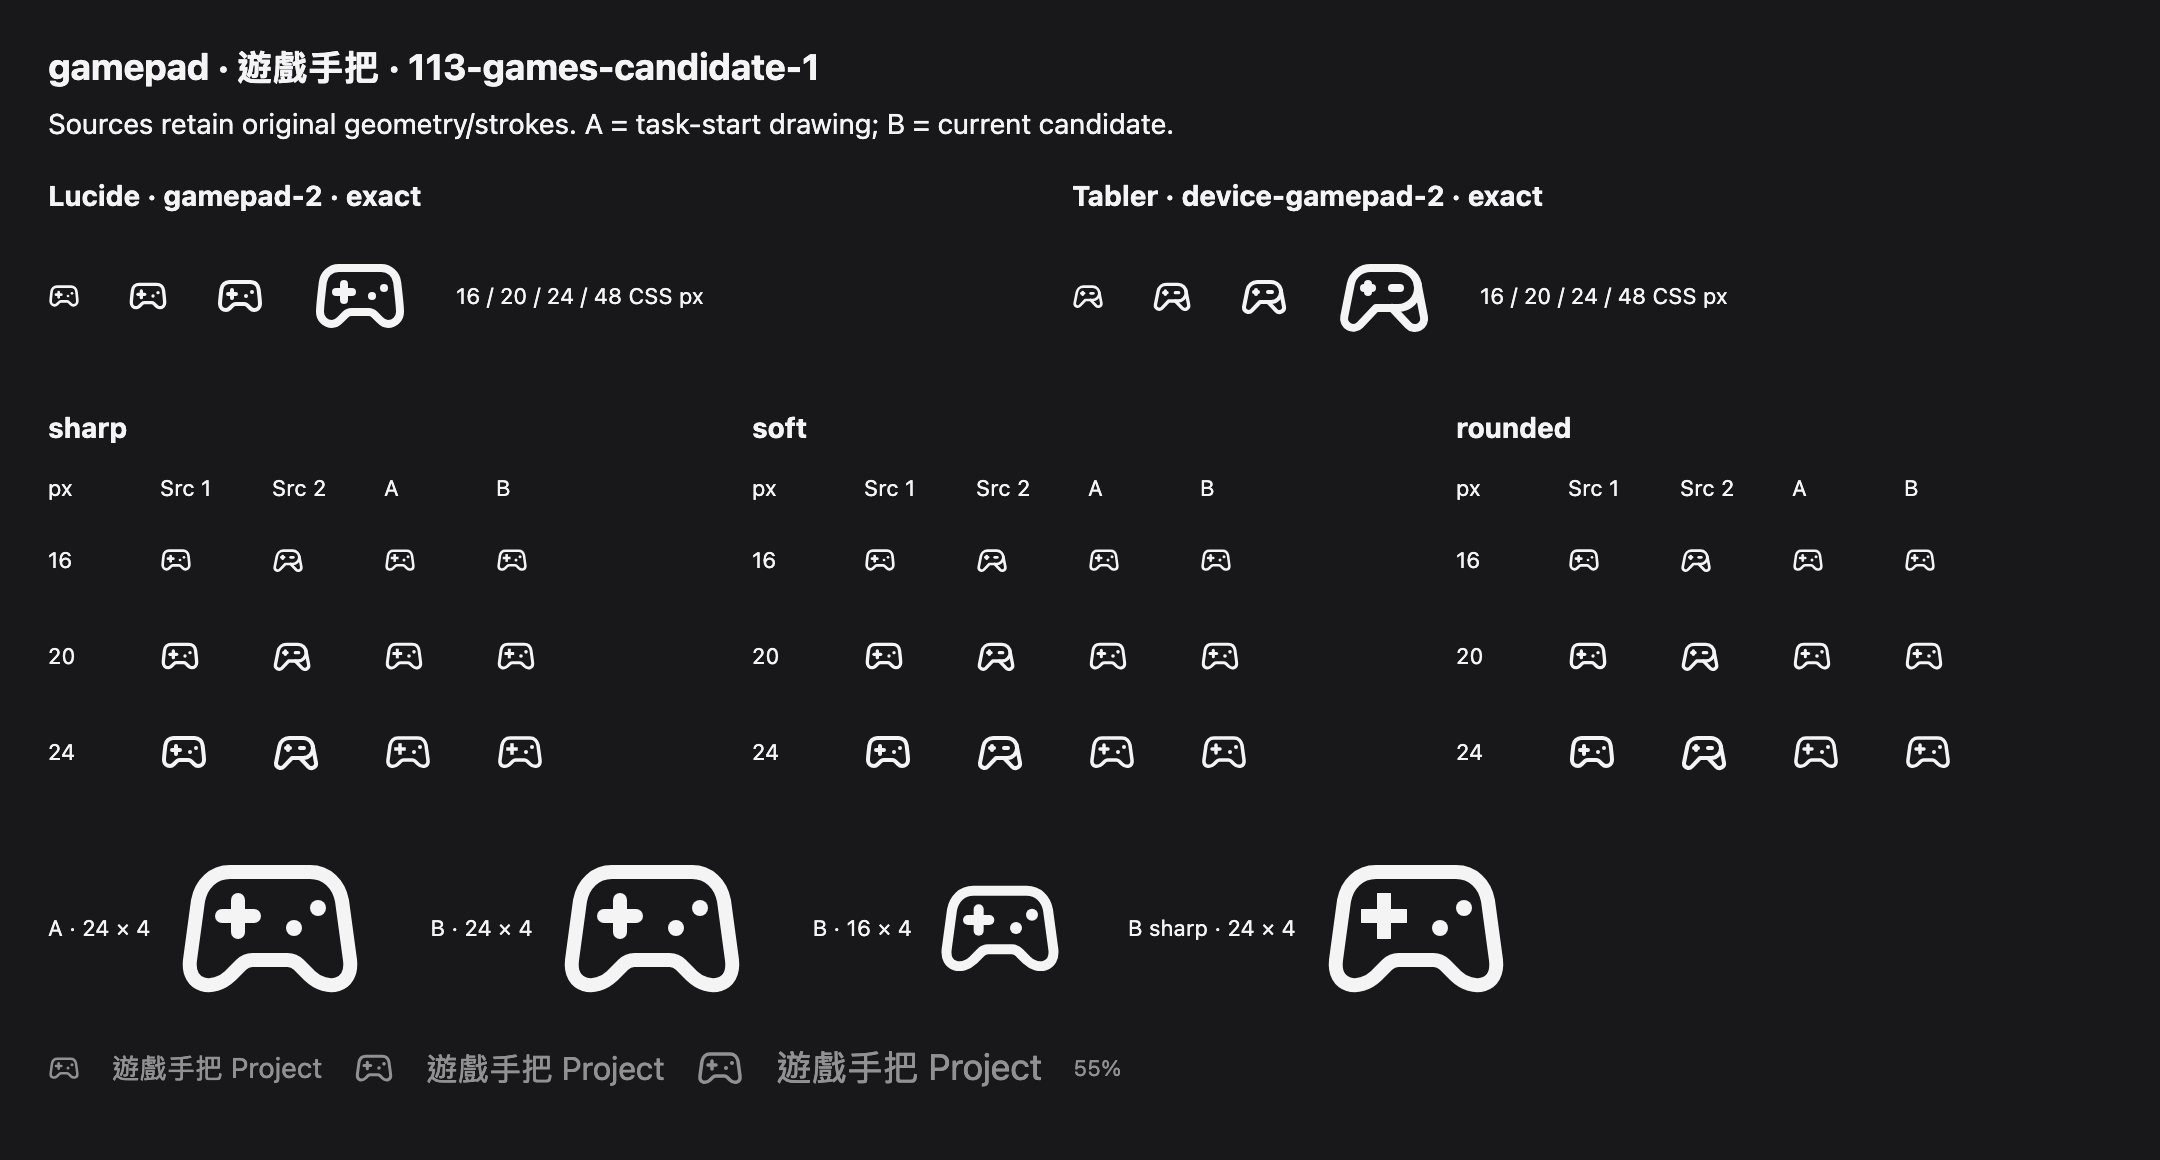 gamepad · 遊戲手把 · 113-games-candidate-1
Sources retain original geometry/strokes. A = task-start drawing; B = current candidate.
Lucide · gamepad-2 · exact
16 / 20 / 24 / 48 CSS px
Tabler · device-gamepad-2 · exact
16 / 20 / 24 / 48 CSS px
sharp
px Src 1 Src 2 A B
16
20
24
soft
px Src 1 Src 2 A B
16
20
24
rounded
px Src 1 Src 2 A B
16
20
24
A · 24 × 4
B · 24 × 4
B · 16 × 4
B sharp · 24 × 4
遊戲手把 Project 遊戲手把 Project 遊戲手把 Project 55%